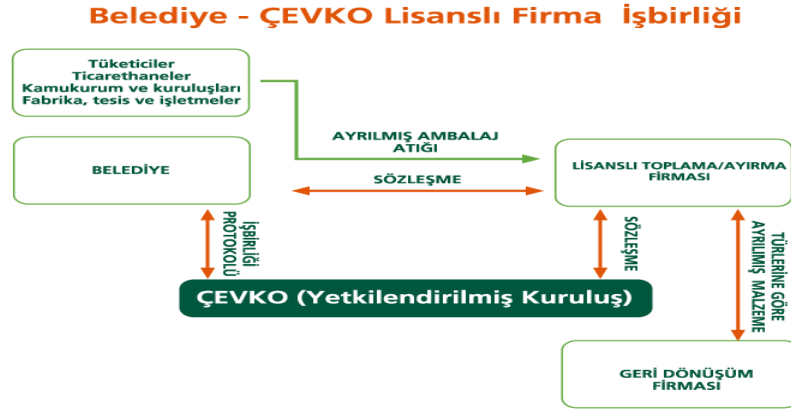 Belediye - ÇEVKO Lisanslı Firma İşbirliği
Tüketiciler
Ticarethaneler
Kamukurum ve kuruluşları
Fabrika, tesis ve işletmeler
AYRILMIŞ AMBALAJ
ATIĞI
BELEDİYE
SÖZLEŞME
LİSANSLI TOPLAMA/AYIRMA
FİRMASI
İŞBİRLİĞİ
PROTOKOLÜ
SÖZLEŞME
TÜRLERİNE GÖRE
AYRILIMIŞ MALZEME
ÇEVKO (Yetkilendirilmiş Kuruluş)
GERİ DÖNÜŞÜM
FİRMASI